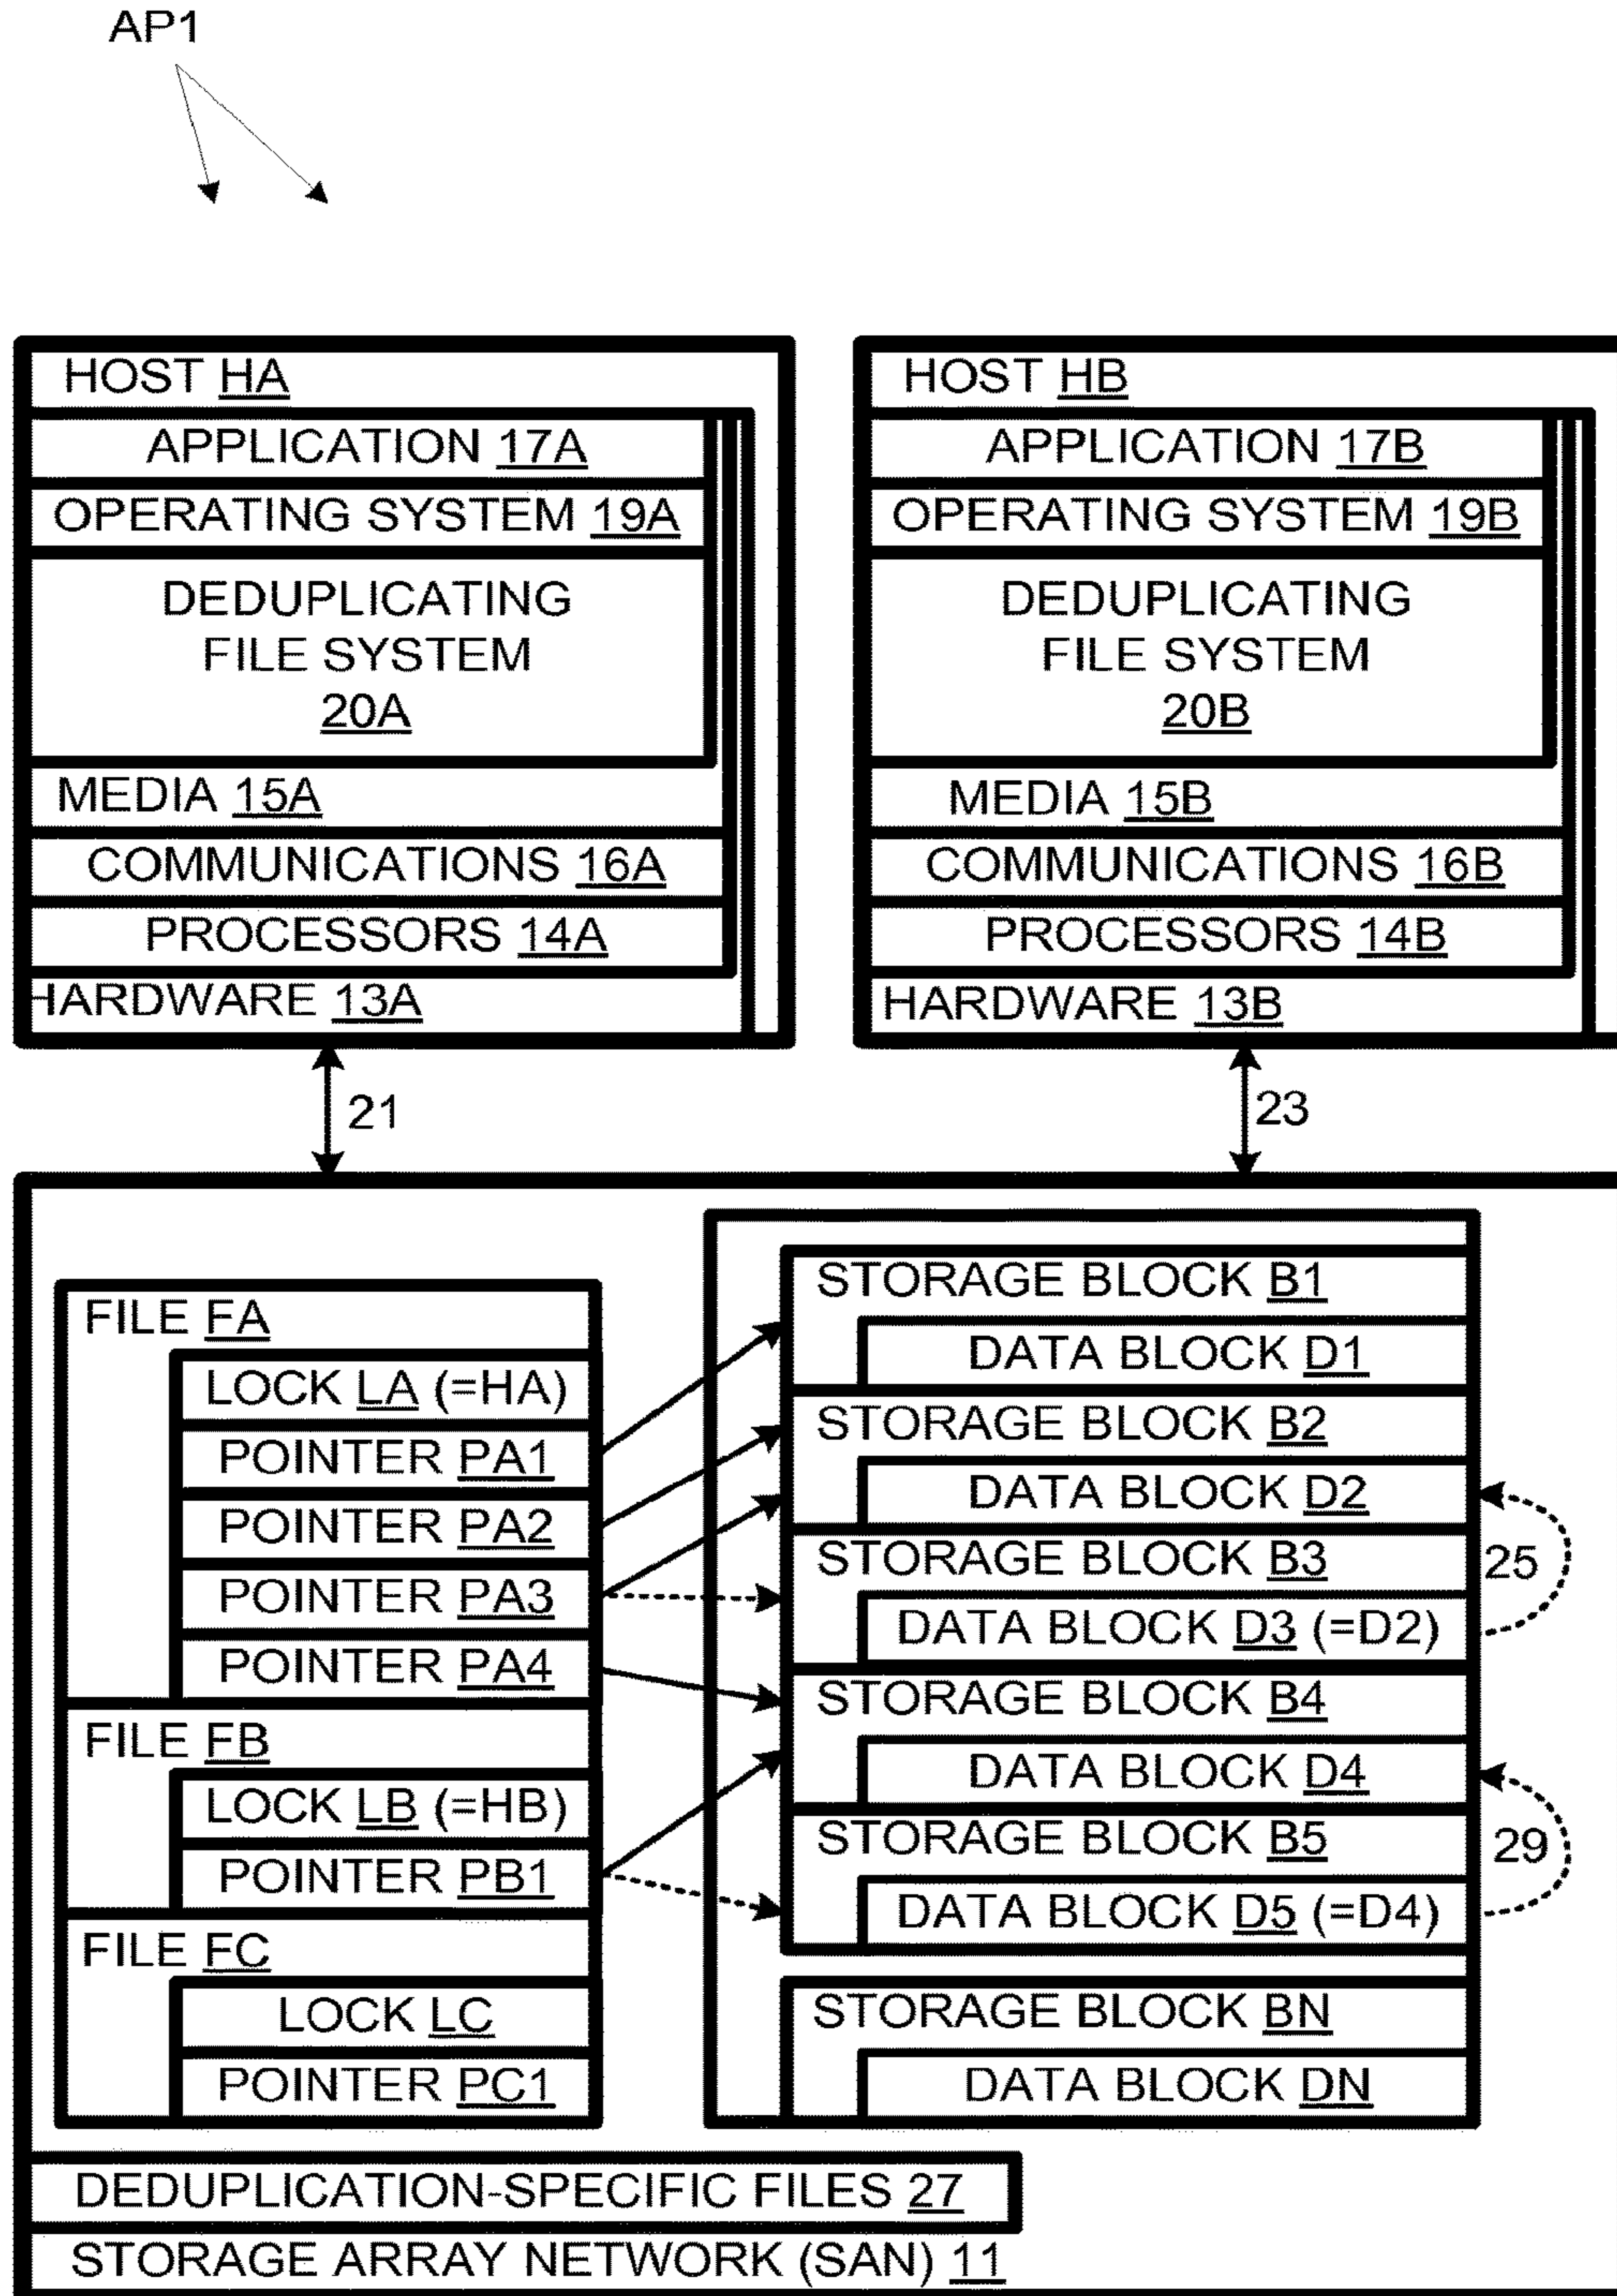 AP1
HOST HA
APPLICATION 17A
OPERATING SYSTEM 19A
DEDUPLICATING
FILE SYSTEM
20A
MEDIA 15A
COMMUNICATIONS 16A
PROCESSORS 14A
HARDWARE 13A
HOST HB
APPLICATION 17B
OPERATING SYSTEM 19B
DEDUPLICATING
FILE SYSTEM
20B
MEDIA 15B
COMMUNICATIONS 16B
PROCESSORS 14B
HARDWARE 13B
21
23
FILE FA
LOCK LA (=HA)
POINTER PA1
POINTER PA2
POINTER PA3
POINTER PA4
FILE FB
LOCK LB (=HB)
POINTER PB1
FILE FC
LOCK LC
POINTER PC1
STORAGE BLOCK B1
DATA BLOCK D1
STORAGE BLOCK B2
DATA BLOCK D2
STORAGE BLOCK B3
DATA BLOCK D3 (=D2)
STORAGE BLOCK B4
DATA BLOCK D4
STORAGE BLOCK B5
DATA BLOCK D5 (=D4)
STORAGE BLOCK BN
DATA BLOCK DN
25
29
DEDUPLICATION-SPECIFIC FILES 27
STORAGE ARRAY NETWORK (SAN) 11